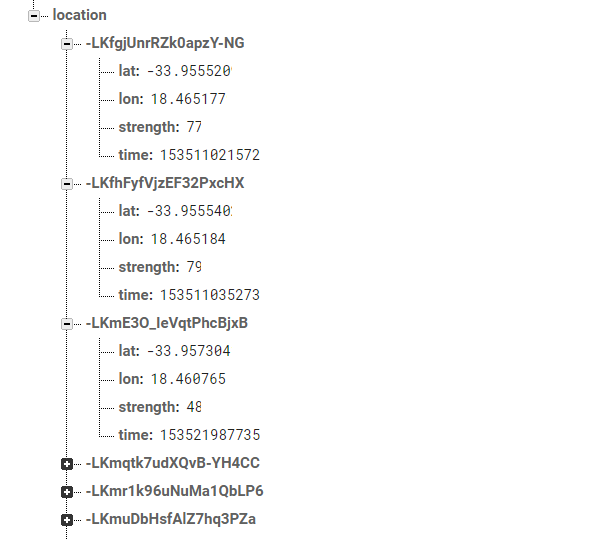 location
-LKfgjUnrRZk0apzY-NG
lat: -33.955520
lon: 18.465177
strength: 77
time: 153511021572
-LKfhFyfVjzEF32PxcHX
lat: -33.955540
lon: 18.465184
strength: 79
time: 153511035273
-LKmE3O_IeVqtPhcBjxB
lat: -33.957304
lon: 18.460765
strength: 48
time: 153521987735
-LKmqtk7udXQvB-YH4CC
-LKmr1k96uNuMa1QbLP6
-LKmuDbHsfAlZ7hq3PZa